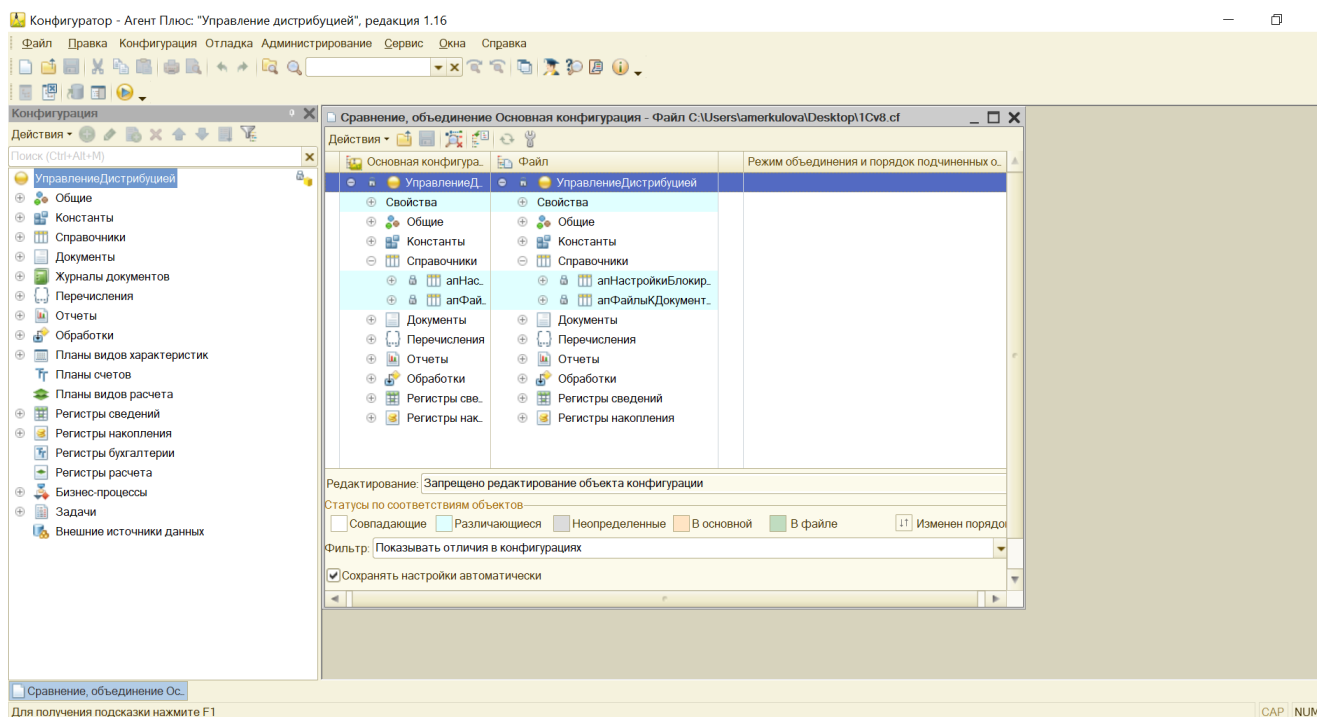 Конфигуратор - Агент Плюс: "Управление дистрибуцией", редакция 1.16
Файл Правка Конфигурация Отладка Администрирование Сервис Окна Справка
Конфигурация
Действия
Поиск (Ctrl+Alt+M)
УправлениеДистрибуцией
Общие
Константы
Справочники
Документы
Журналы документов
Перечисления
Отчеты
Обработки
Планы видов характеристик
Планы счетов
Планы видов расчета
Регистры сведений
Регистры накопления
Регистры бухгалтерии
Регистры расчета
Бизнес-процессы
Задачи
Внешние источники данных
Сравнение, объединение Основная конфигурация - Файл C:\Users\amerkulova\Desktop\1Cv8.cf
Действия
Основная конфигура.. Файл Режим объединения и порядок подчиненных о..
УправлениеД.. УправлениеДистрибуцией
Свойства Свойства
Общие Общие
Константы Константы
Справочники Справочники
апНас.. апНастройкиБлокир..
апФай.. апФайлыКДокумент..
Документы Документы
Перечисления Перечисления
Отчеты Отчеты
Обработки Обработки
Регистры све.. Регистры сведений
Регистры нак.. Регистры накопления
Редактирование: Запрещено редактирование объекта конфигурации
Статусы по соответствиям объектов
Совпадающие Различающиеся Неопределенные В основной В файле Изменен порядо
Фильтр: Показывать отличия в конфигурациях
Сохранять настройки автоматически
Сравнение, объединение Ос..
Для получения подсказки нажмите F1
CAP NUM